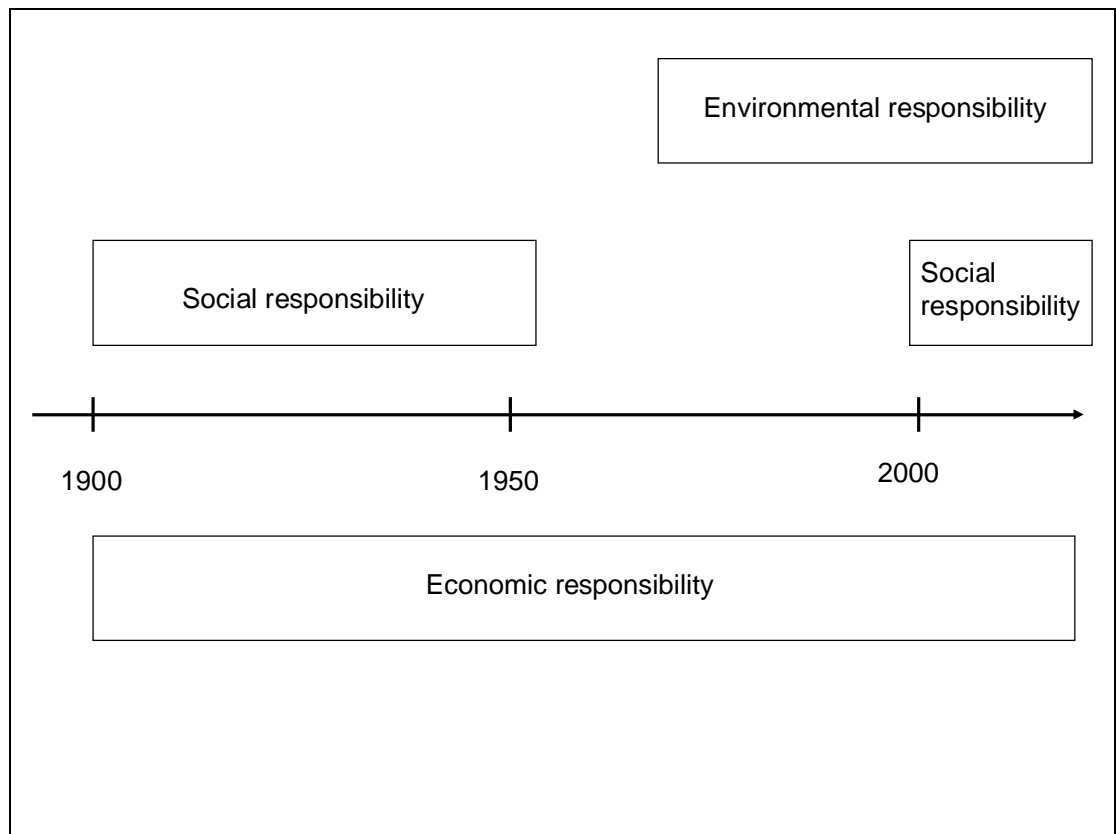 Environmental responsibility
Social responsibility
Social
responsibility
1900
1950
2000
Economic responsibility